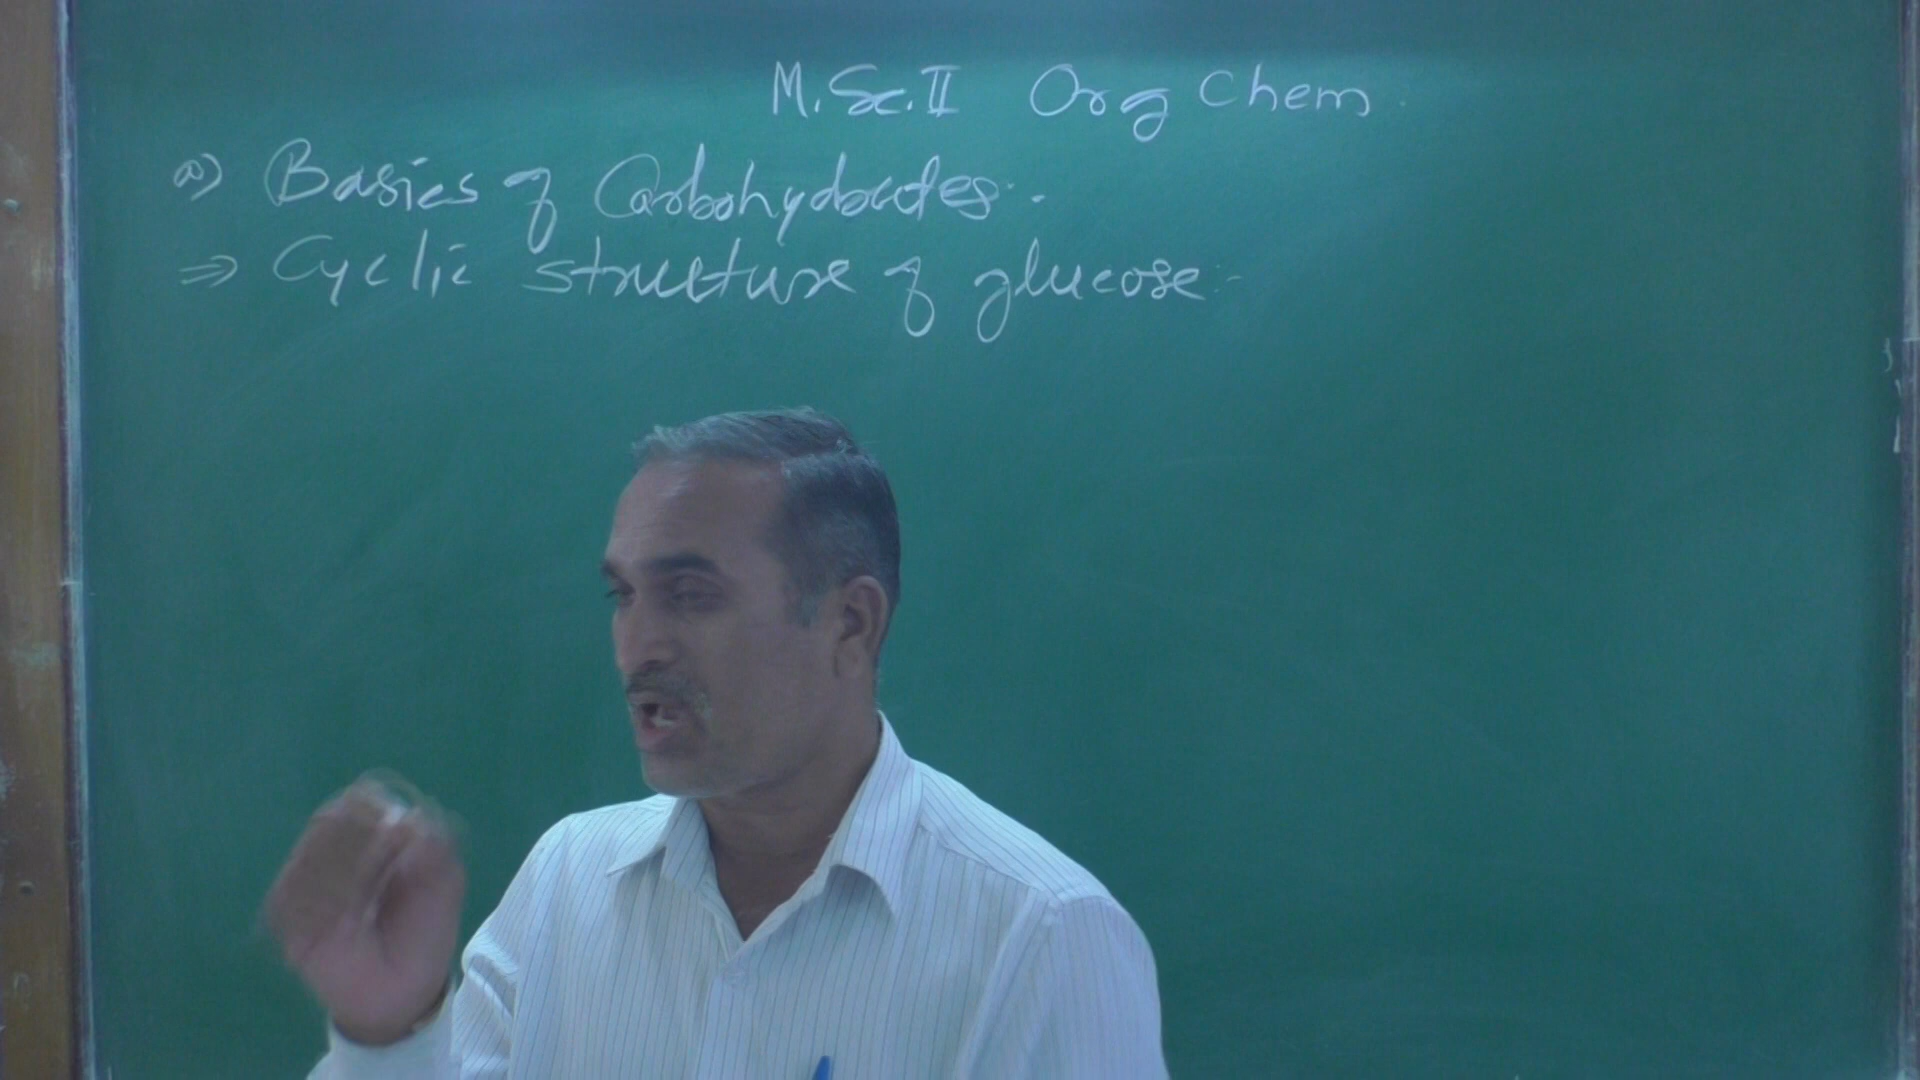 M.Sc.II Org Chem
a) Basics of Carbohydrates:-
⇒ Cyclic structure of glucose:-